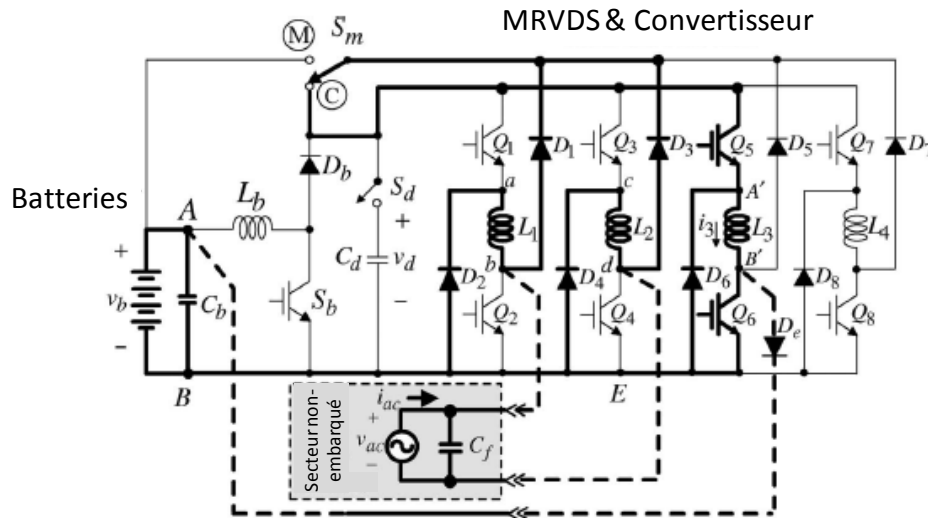 MRVDS & Convertisseur
M
S_m
C
Batteries
A
L_b
D_b
S_d
+
C_d
v_d
−
S_b
+
v_b
−
C_b
B
Q_1
a
D_1
L_1
b
D_2
Q_2
Q_3
c
D_3
L_2
d
D_4
Q_4
Q_5
A'
D_5
i_3
L_3
B'
D_6
Q_6
D_e
Q_7
D_7
L_4
D_8
Q_8
E
Secteur non-
embarqué
i_ac
+
v_ac
−
C_f